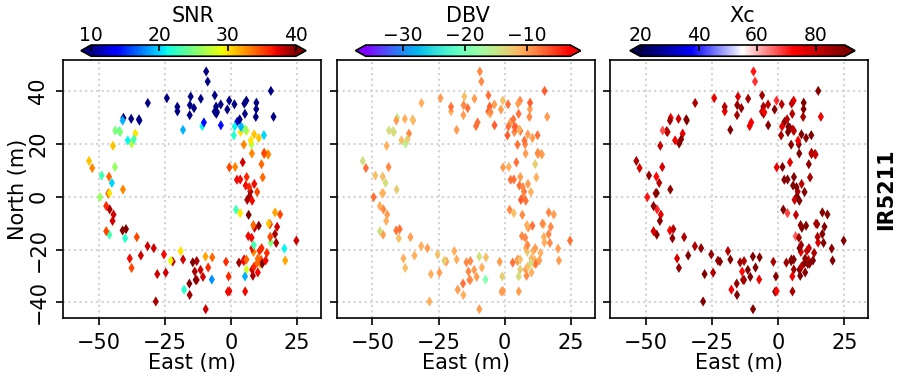 SNR DBV Xc
10 20 30 40 −30 −20 −10 20 40 60 80
40
20
0
−20
−40
North (m)
−50 −25 0 25 −50 −25 0 25 −50 −25 0 25
East (m) East (m) East (m)
IR5211